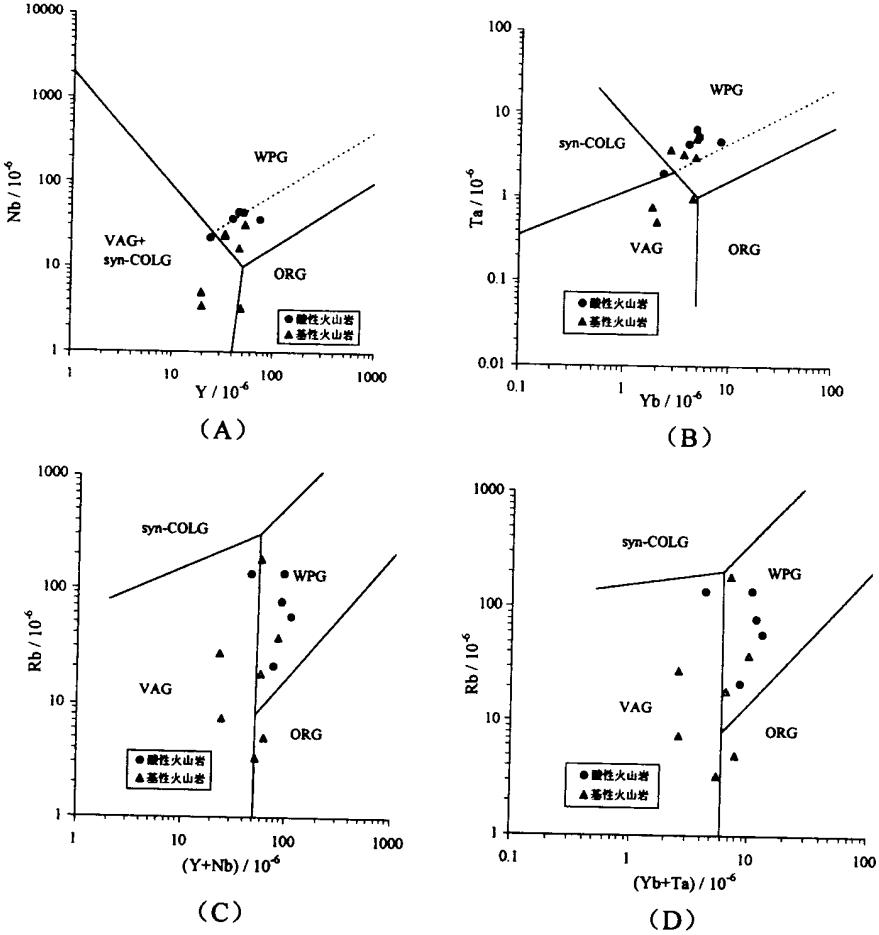 10000
1000
100
10
1
Nb / 10⁻⁶
WPG
VAG+
syn-COLG
ORG
● 酸性火山岩
▲ 基性火山岩
1
10
100
1000
Y / 10⁻⁶
(A)
100
10
1
0.1
0.01
Ta / 10⁻⁶
WPG
syn-COLG
VAG
ORG
● 酸性火山岩
▲ 基性火山岩
0.1
1
10
100
Yb / 10⁻⁶
(B)
1000
100
10
1
Rb / 10⁻⁶
syn-COLG
WPG
VAG
ORG
● 酸性火山岩
▲ 基性火山岩
1
10
100
1000
(Y+Nb) / 10⁻⁶
(C)
1000
100
10
1
Rb / 10⁻⁶
syn-COLG
WPG
VAG
ORG
● 酸性火山岩
▲ 基性火山岩
0.1
1
10
100
(Yb+Ta) / 10⁻⁶
(D)